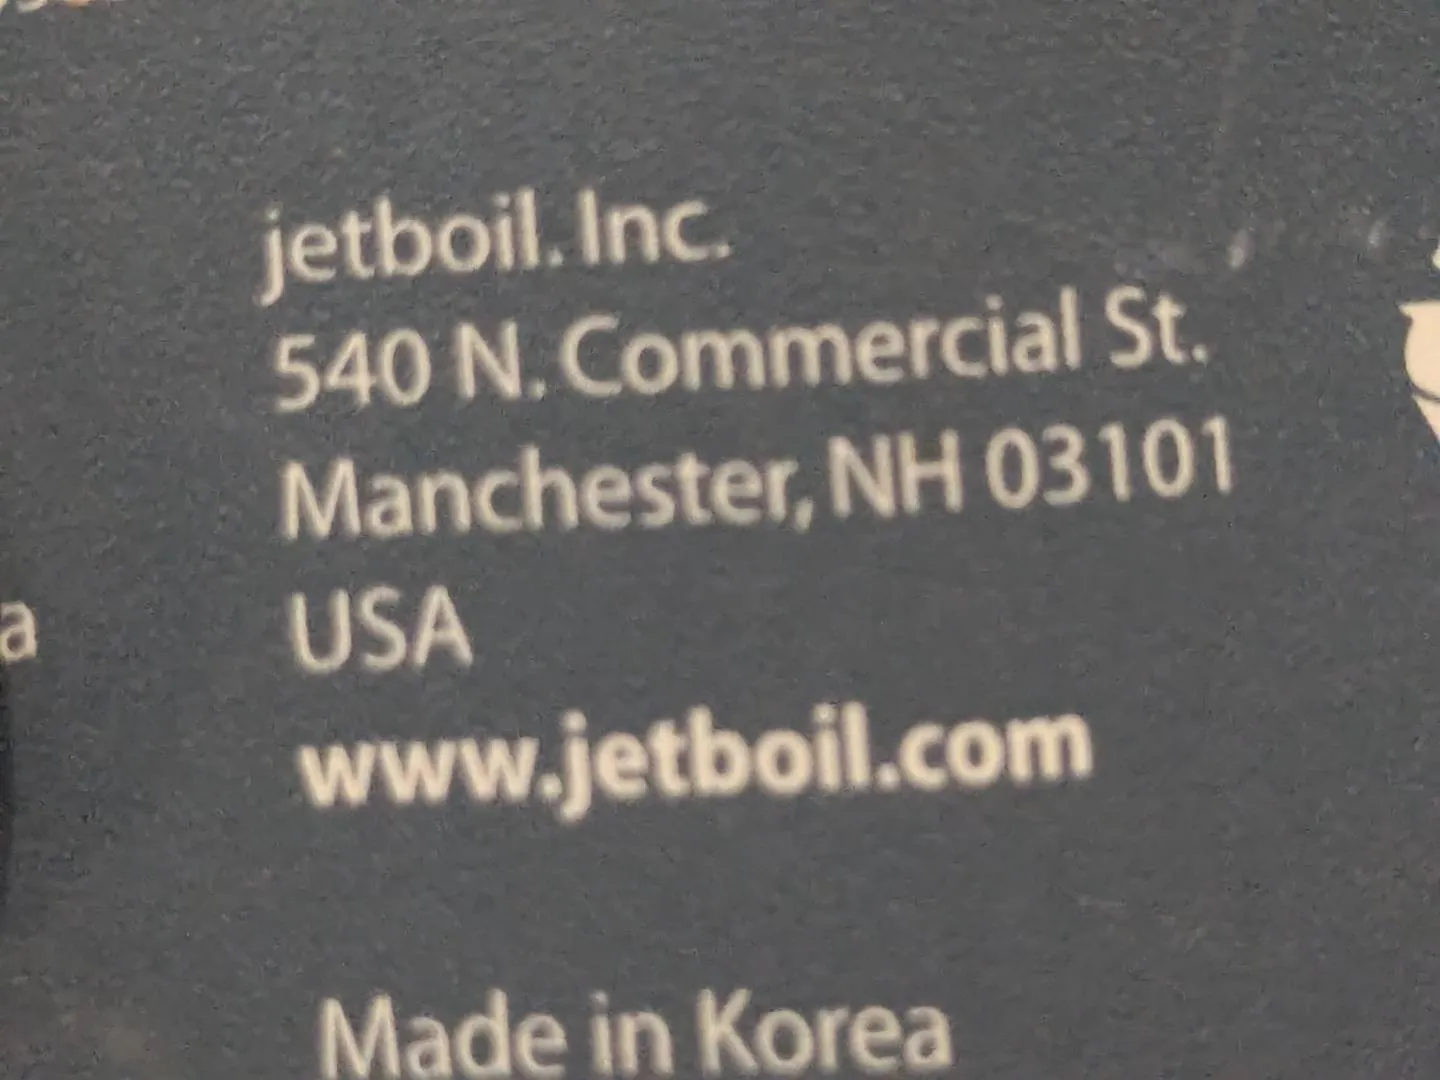 jetboil. Inc.
540 N. Commercial St.
Manchester, NH 03101
a
USA
www.jetboil.com
Made in Korea